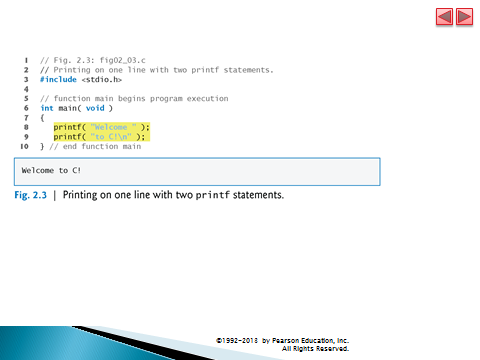 1 // Fig. 2.3: fig02_03.c
2 // Printing on one line with two printf statements.
3 #include <stdio.h>
4
5 // function main begins program execution
6 int main( void )
7 {
8 printf( "Welcome " );
9 printf( "to C!\n" );
10 } // end function main
Welcome to C!
Fig. 2.3 | Printing on one line with two printf statements.
©1992-2013 by Pearson Education, Inc.
All Rights Reserved.